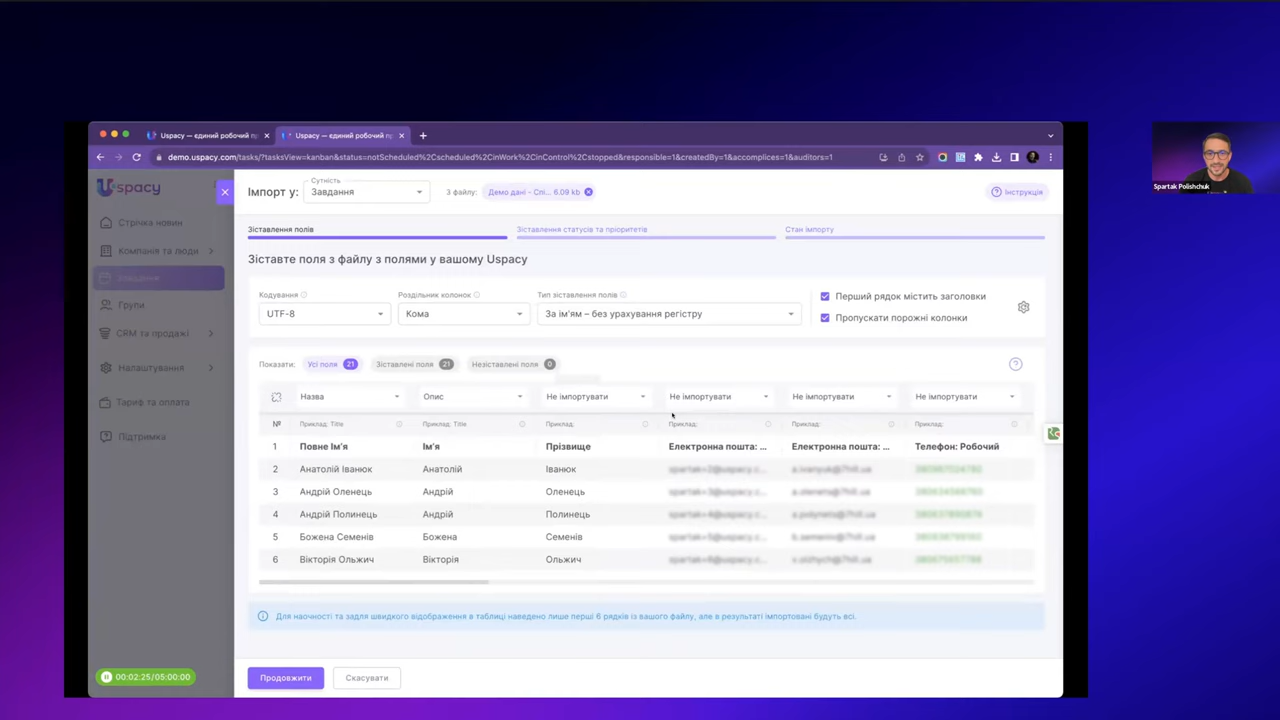 Uspacy — єдиний робочий пр
Uspacy — єдиний робочий пр
demo.uspacy.com/tasks/?tasksView=kanban&status=notScheduled%2Cscheduled%2CinWork%2CinControl%2Cstopped&responsible=1&createdBy=1&accomplices=1&auditors=1
Spartak Polishchuk
uspacy
Стрічка новин
Компанія та люди
Завдання
Групи
CRM та продажі
Налаштування
Тариф та оплата
Підтримка
00:02:25/05:00:00
Імпорт у:
Сутність
Завдання
З файлу:
Демо дані - Спі... 6.09 kb
Інструкція
Зіставлення полів
Зіставлення статусів та пріоритетів
Стан імпорту
Зіставте поля з файлу з полями у вашому Uspacy
Кодування
Роздільник колонок
Тип зіставлення полів
UTF-8
Кома
За ім'ям – без урахування регістру
Перший рядок містить заголовки
Пропускати порожні колонки
Показати:
Усі поля 21
Зіставлені поля 21
Незіставлені поля 0
Назва Опис Не імпортувати Не імпортувати Не імпортувати Не імпортувати
№ Приклад: Title Приклад: Title Приклад: Приклад: Приклад: Приклад:
1 Повне Ім'я Ім'я Прізвище Електронна пошта: ... Електронна пошта: ... Телефон: Робочий
2 Анатолій Іванюк Анатолій Іванюк
3 Андрій Оленець Андрій Оленець
4 Андрій Полинець Андрій Полинець
5 Божена Семенів Божена Семенів
6 Вікторія Ольжич Вікторія Ольжич
Для наочності та задля швидкого відображення в таблиці наведено лише перші 6 рядків із вашого файлу, але в результаті імпортовані будуть всі.
Продовжити
Скасувати